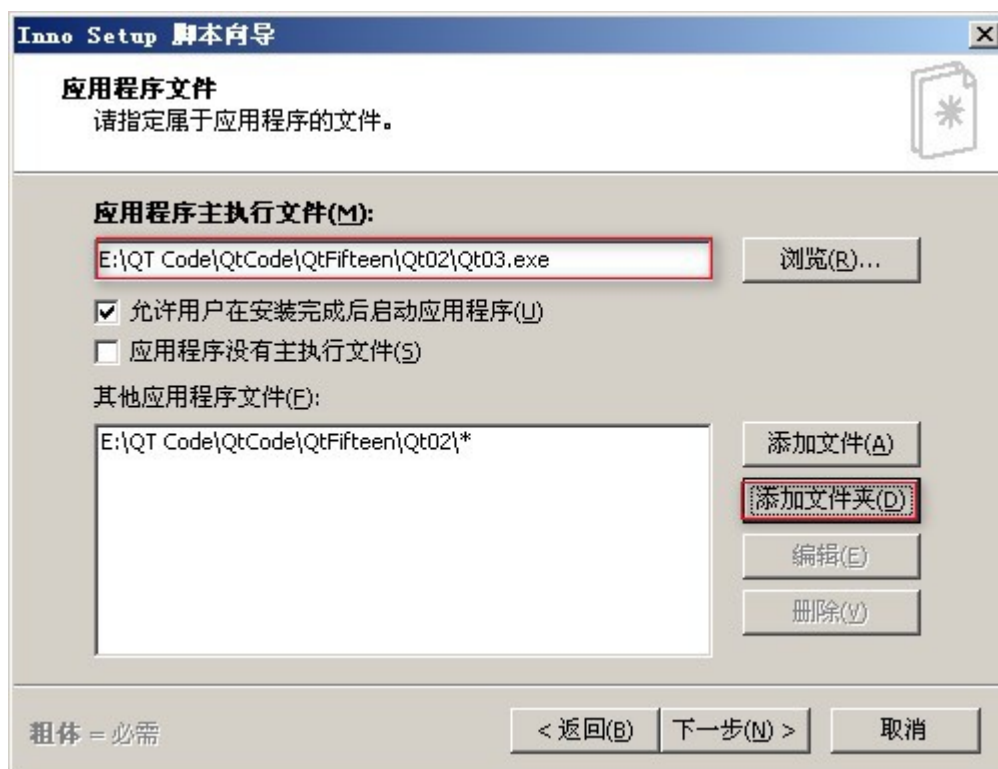 Inno Setup 脚本向导
应用程序文件
请指定属于应用程序的文件。
应用程序主执行文件(M):
E:\QT Code\QtCode\QtFifteen\Qt02\Qt03.exe
浏览(R)...
允许用户在安装完成后启动应用程序(U)
应用程序没有主执行文件(S)
其他应用程序文件(F):
E:\QT Code\QtCode\QtFifteen\Qt02\*
添加文件(A)
添加文件夹(D)
编辑(E)
删除(V)
粗体 = 必需
< 返回(B)
下一步(N) >
取消